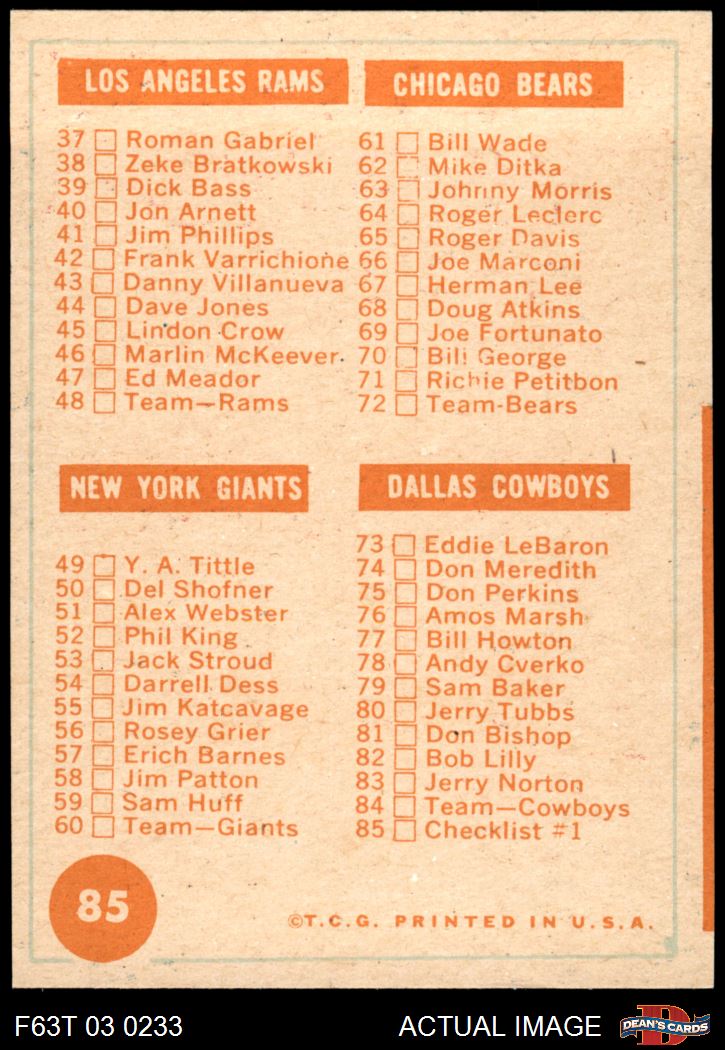 LOS ANGELES RAMS
37 Roman Gabriel
38 Zeke Bratkowski
39 Dick Bass
40 Jon Arnett
41 Jim Phillips
42 Frank Varrichione
43 Danny Villanueva
44 Dave Jones
45 Lindon Crow
46 Marlin McKeever
47 Ed Meador
48 Team—Rams
CHICAGO BEARS
61 Bill Wade
62 Mike Ditka
63 Johnny Morris
64 Roger Leclerc
65 Roger Davis
66 Joe Marconi
67 Herman Lee
68 Doug Atkins
69 Joe Fortunato
70 Bill George
71 Richie Petitbon
72 Team-Bears
NEW YORK GIANTS
49 Y. A. Tittle
50 Del Shofner
51 Alex Webster
52 Phil King
53 Jack Stroud
54 Darrell Dess
55 Jim Katcavage
56 Rosey Grier
57 Erich Barnes
58 Jim Patton
59 Sam Huff
60 Team—Giants
DALLAS COWBOYS
73 Eddie LeBaron
74 Don Meredith
75 Don Perkins
76 Amos Marsh
77 Bill Howton
78 Andy Cverko
79 Sam Baker
80 Jerry Tubbs
81 Don Bishop
82 Bob Lilly
83 Jerry Norton
84 Team—Cowboys
85 Checklist #1
85
©T.C.G. PRINTED IN U.S.A.
F63T 03 0233
ACTUAL IMAGE
D
DEAN'S CARDS